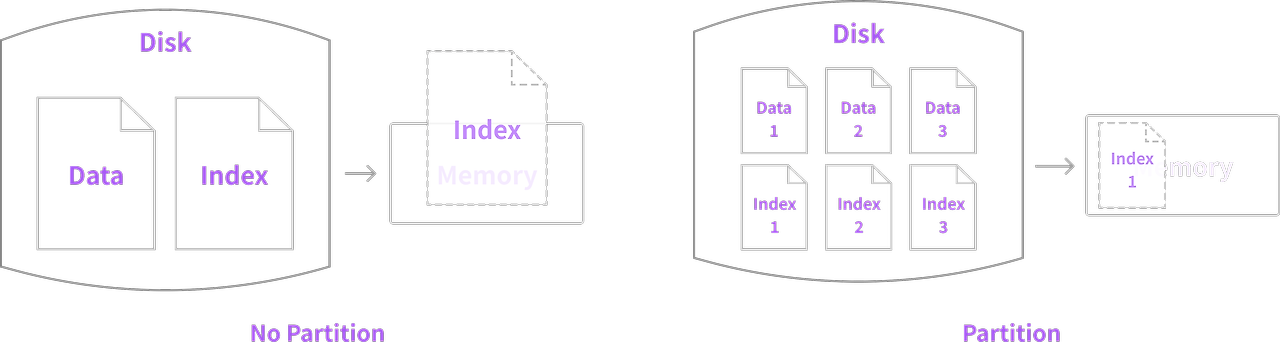 Disk
Data
Index
Index
Memory
No Partition
Disk
Data
1
Data
2
Data
3
Index
1
Index
2
Index
3
Index
1
emory
Partition